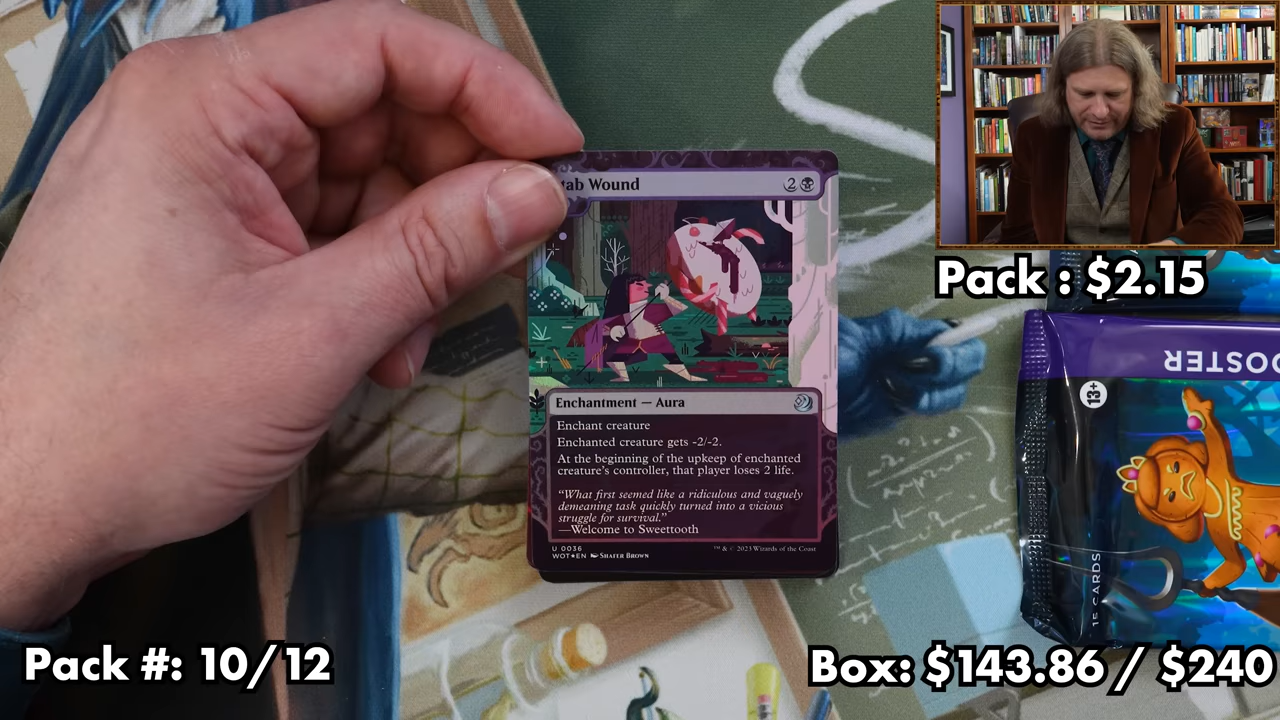 tab Wound
2
Enchantment — Aura
Enchant creature
Enchanted creature gets -2/-2.
At the beginning of the upkeep of enchanted
creature's controller, that player loses 2 life.
"What first seemed like a ridiculous and vaguely
demeaning task quickly turned into a vicious
struggle for survival."
—Welcome to Sweettooth
U 0036
WOT★EN Shafer Brown
™ & © 2023 Wizards of the Coast
Pack : $2.15
OOSTER
13+
15 CARDS
Pack #: 10/12
Box: $143.86 / $240